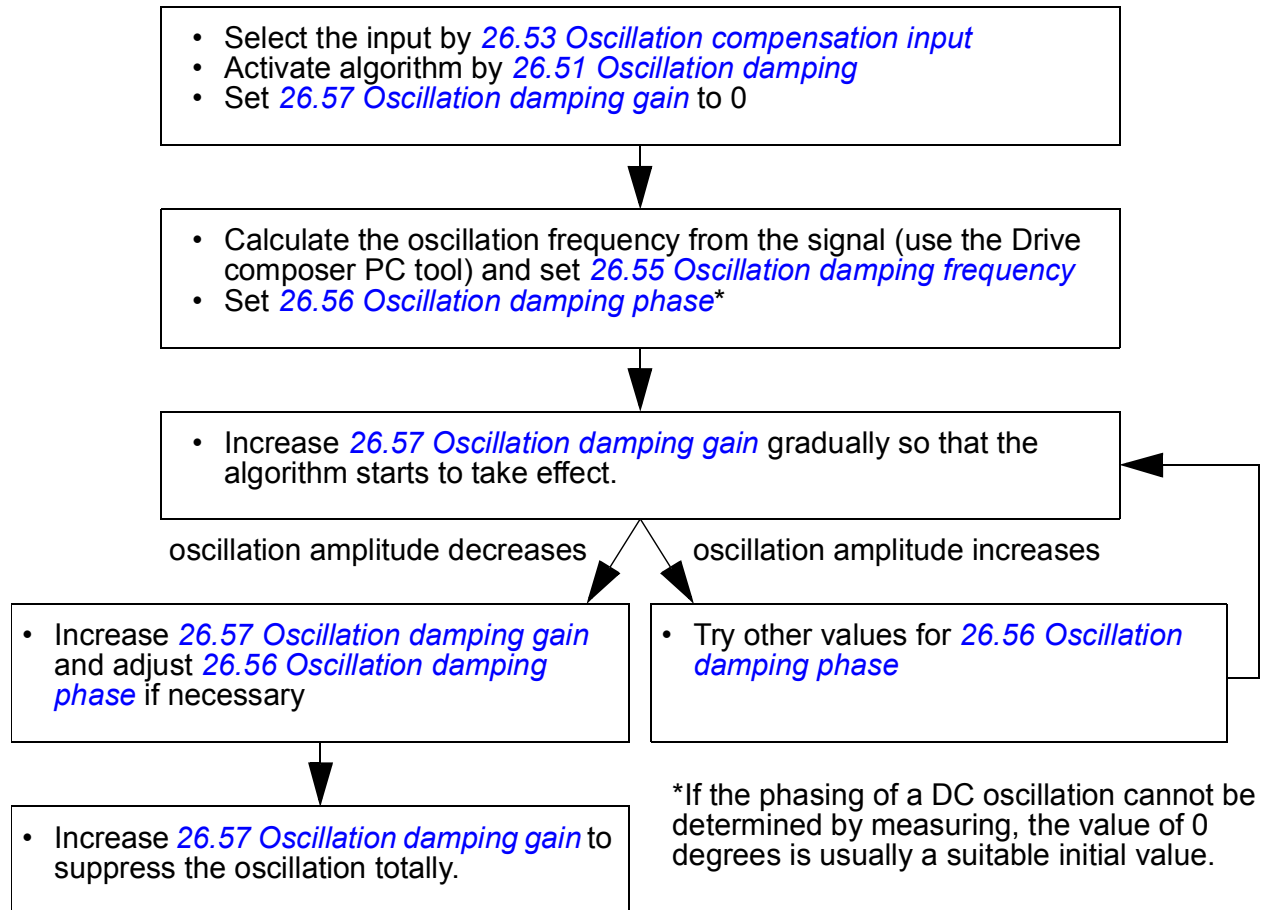 • Select the input by 26.53 Oscillation compensation input
• Activate algorithm by 26.51 Oscillation damping
• Set 26.57 Oscillation damping gain to 0
• Calculate the oscillation frequency from the signal (use the Drive
composer PC tool) and set 26.55 Oscillation damping frequency
• Set 26.56 Oscillation damping phase*
• Increase 26.57 Oscillation damping gain gradually so that the
algorithm starts to take effect.
oscillation amplitude decreases
oscillation amplitude increases
• Increase 26.57 Oscillation damping gain
and adjust 26.56 Oscillation damping
phase if necessary
• Try other values for 26.56 Oscillation
damping phase
• Increase 26.57 Oscillation damping gain to
suppress the oscillation totally.
*If the phasing of a DC oscillation cannot be
determined by measuring, the value of 0
degrees is usually a suitable initial value.